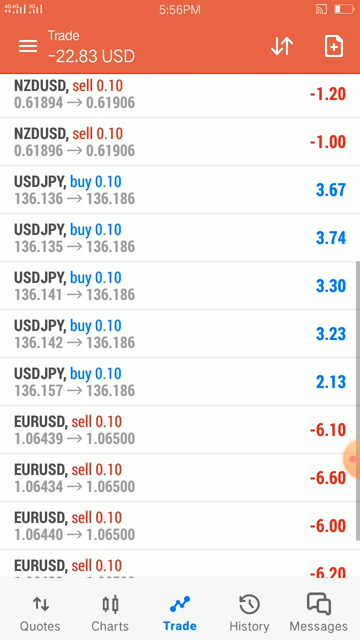 4G 4G 3G
5:56PM
Trade
-22.83 USD
NZDUSD, sell 0.10
0.61894 → 0.61906
-1.20
NZDUSD, sell 0.10
0.61896 → 0.61906
-1.00
USDJPY, buy 0.10
136.136 → 136.186
3.67
USDJPY, buy 0.10
136.135 → 136.186
3.74
USDJPY, buy 0.10
136.141 → 136.186
3.30
USDJPY, buy 0.10
136.142 → 136.186
3.23
USDJPY, buy 0.10
136.157 → 136.186
2.13
EURUSD, sell 0.10
1.06439 → 1.06500
-6.10
EURUSD, sell 0.10
1.06434 → 1.06500
-6.60
EURUSD, sell 0.10
1.06440 → 1.06500
-6.00
EURUSD, sell 0.10
-6.20
Quotes
Charts
Trade
History
Messages